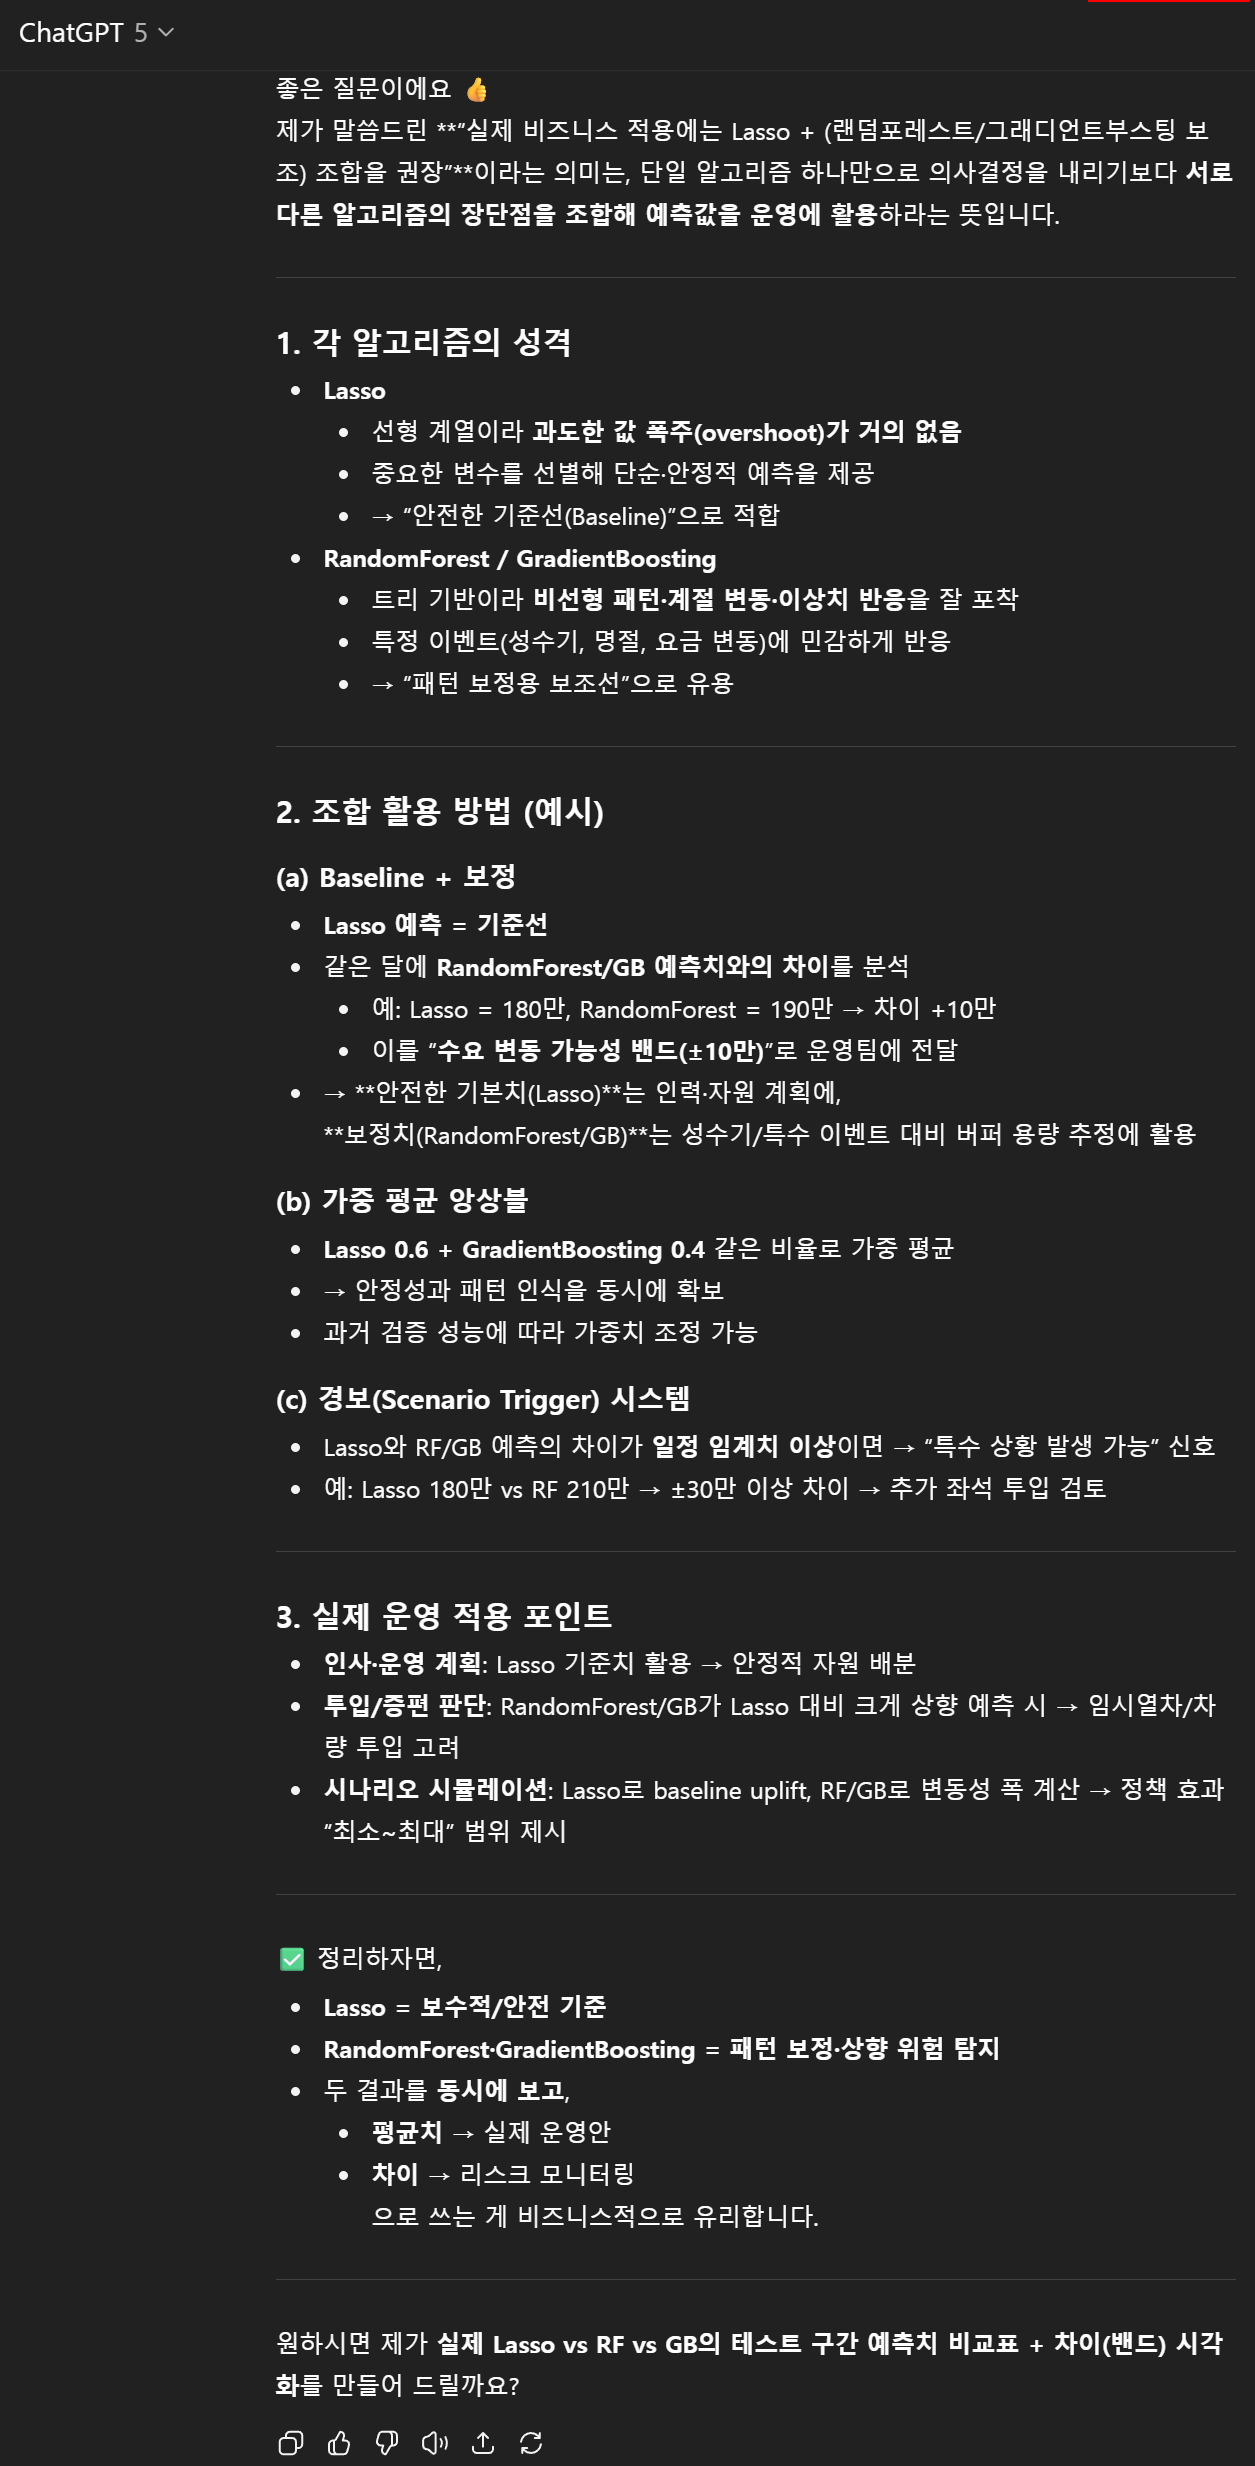 ChatGPT 5
좋은 질문이에요 👍
제가 말씀드린 **"실제 비즈니스 적용에는 Lasso + (랜덤포레스트/그래디언트부스팅 보
조) 조합을 권장"**이라는 의미는, 단일 알고리즘 하나만으로 의사결정을 내리기보다 서로
다른 알고리즘의 장단점을 조합해 예측값을 운영에 활용하라는 뜻입니다.
1. 각 알고리즘의 성격
• Lasso
• 선형 계열이라 과도한 값 폭주(overshoot)가 거의 없음
• 중요한 변수를 선별해 단순·안정적 예측을 제공
• → "안전한 기준선(Baseline)"으로 적합
• RandomForest / GradientBoosting
• 트리 기반이라 비선형 패턴·계절 변동·이상치 반응을 잘 포착
• 특정 이벤트(성수기, 명절, 요금 변동)에 민감하게 반응
• → "패턴 보정용 보조선"으로 유용
2. 조합 활용 방법 (예시)
(a) Baseline + 보정
• Lasso 예측 = 기준선
• 같은 달에 RandomForest/GB 예측치와의 차이를 분석
• 예: Lasso = 180만, RandomForest = 190만 → 차이 +10만
• 이를 "수요 변동 가능성 밴드(±10만)"로 운영팀에 전달
• → **안전한 기본치(Lasso)**는 인력·자원 계획에,
**보정치(RandomForest/GB)**는 성수기/특수 이벤트 대비 버퍼 용량 추정에 활용
(b) 가중 평균 앙상블
• Lasso 0.6 + GradientBoosting 0.4 같은 비율로 가중 평균
• → 안정성과 패턴 인식을 동시에 확보
• 과거 검증 성능에 따라 가중치 조정 가능
(c) 경보(Scenario Trigger) 시스템
• Lasso와 RF/GB 예측의 차이가 일정 임계치 이상이면 → "특수 상황 발생 가능" 신호
• 예: Lasso 180만 vs RF 210만 → ±30만 이상 차이 → 추가 좌석 투입 검토
3. 실제 운영 적용 포인트
• 인사·운영 계획: Lasso 기준치 활용 → 안정적 자원 배분
• 투입/증편 판단: RandomForest/GB가 Lasso 대비 크게 상향 예측 시 → 임시열차/차
량 투입 고려
• 시나리오 시뮬레이션: Lasso로 baseline uplift, RF/GB로 변동성 폭 계산 → 정책 효과
"최소~최대" 범위 제시
✅ 정리하자면,
• Lasso = 보수적/안전 기준
• RandomForest·GradientBoosting = 패턴 보정·상향 위험 탐지
• 두 결과를 동시에 보고,
• 평균치 → 실제 운영안
• 차이 → 리스크 모니터링
으로 쓰는 게 비즈니스적으로 유리합니다.
원하시면 제가 실제 Lasso vs RF vs GB의 테스트 구간 예측치 비교표 + 차이(밴드) 시각
화를 만들어 드릴까요?